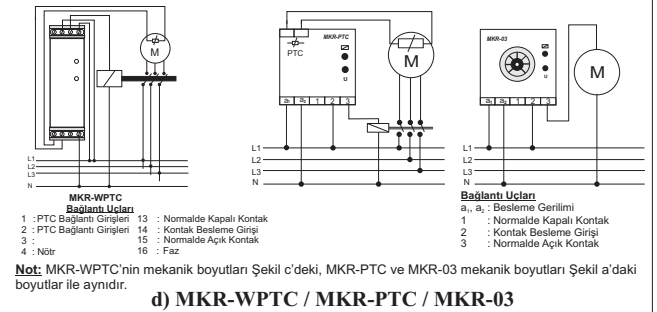 M
PTC
MKR-PTC
M
U
a₁ a₂ 1 2 3
MKR-03
M
U
a₁ a₂ 1 2 3
L1
L2
L3
N
L1
L2
L3
N
L1
L2
L3
N
MKR-WPTC
Bağlantı Uçları
1 : PTC Bağlantı Girişleri 13 : Normalde Kapalı Kontak
2 : PTC Bağlantı Girişleri 14 : Kontak Besleme Girişi
3 : 15 : Normalde Açık Kontak
4 : Nötr 16 : Faz
Bağlantı Uçları
a₁, a₂ : Besleme Gerilimi
1 : Normalde Kapalı Kontak
2 : Kontak Besleme Girişi
3 : Normalde Açık Kontak
Not: MKR-WPTC'nin mekanik boyutları Şekil c'deki, MKR-PTC ve MKR-03 mekanik boyutları Şekil a'daki
boyutlar ile aynıdır.
d) MKR-WPTC / MKR-PTC / MKR-03